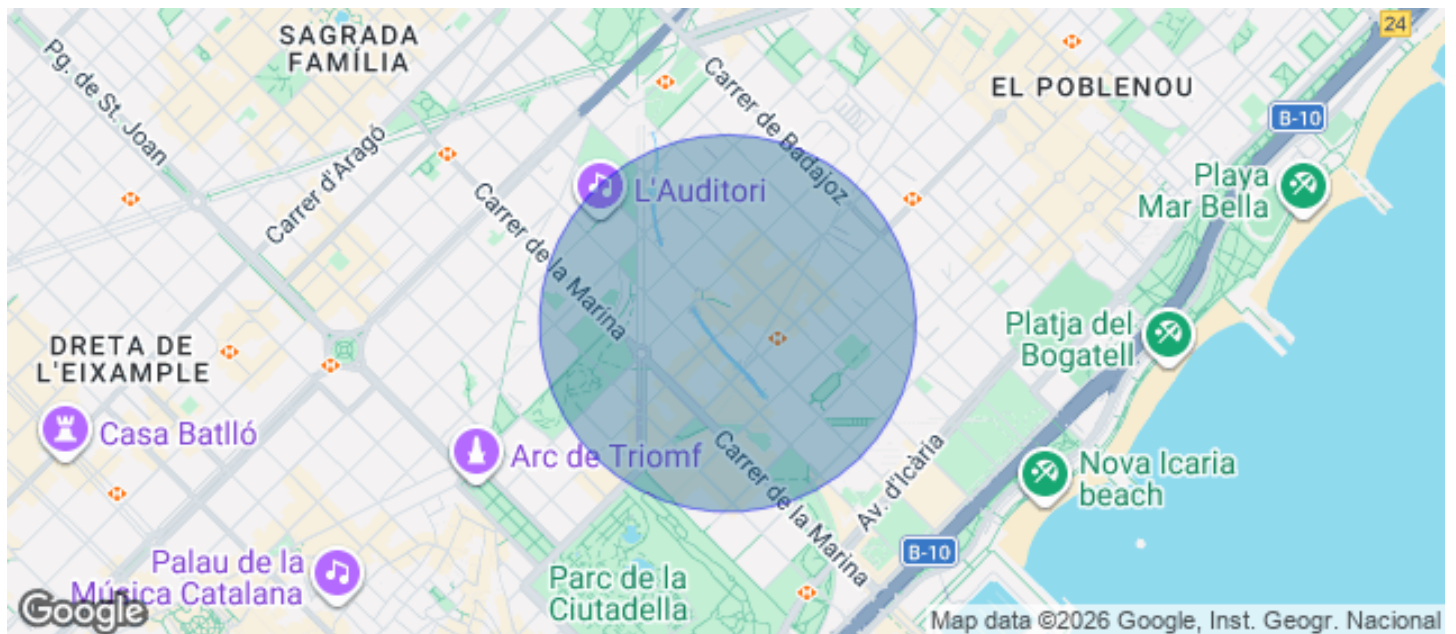 24
SAGRADA
FAMÍLIA
Pg. de St. Joan
Carrer de Badajoz
EL POBLENOU
B-10
Carrer d'Aragó
L'Auditori
Playa
Mar Bella
Carrer de la Marina
DRETA DE
L'EIXAMPLE
Platja del
Bogatell
Casa Batlló
Arc de Triomf
Carrer de la Marina
Av. d'Icària
Nova Icaria
beach
B-10
Palau de la
Música Catalana
Parc de la
Ciutadella
Google
Map data ©2026 Google, Inst. Geogr. Nacional